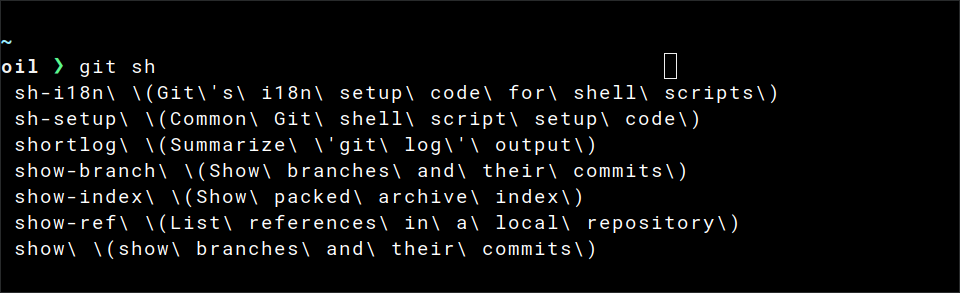 ~
oil ❯ git sh
sh-i18n\ \(Git\'s\ i18n\ setup\ code\ for\ shell\ scripts\)
sh-setup\ \(Common\ Git\ shell\ script\ setup\ code\)
shortlog\ \(Summarize\ \'git\ log\'\ output\)
show-branch\ \(Show\ branches\ and\ their\ commits\)
show-index\ \(Show\ packed\ archive\ index\)
show-ref\ \(List\ references\ in\ a\ local\ repository\)
show\ \(show\ branches\ and\ their\ commits\)